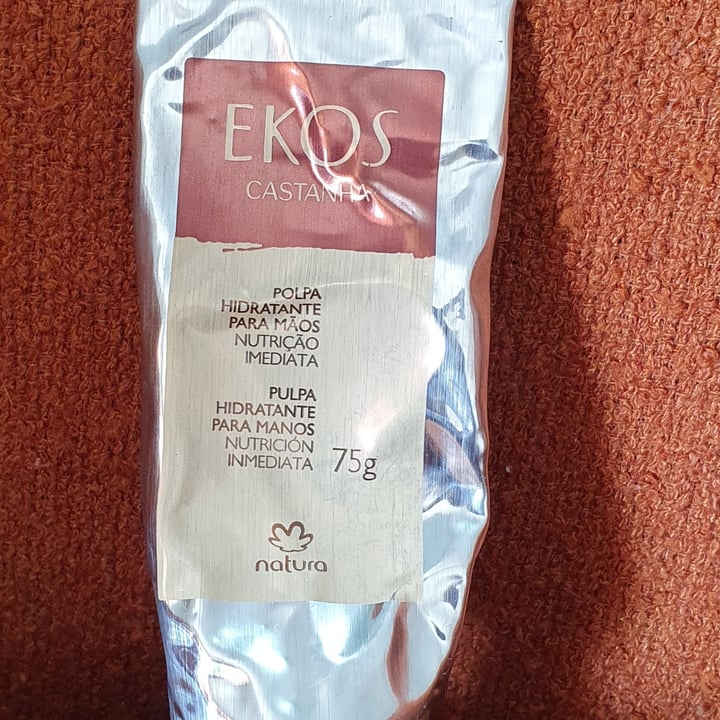 EKOS
CASTANHA
POLPA
HIDRATANTE
PARA MÃOS
NUTRIÇÃO
IMEDIATA
PULPA
HIDRATANTE
PARA MANOS
NUTRICIÓN
INMEDIATA 75g
natura